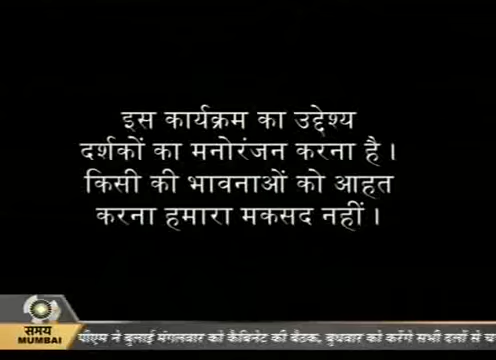 इस कार्यक्रम का उद्देश्य
दर्शकों का मनोरंजन करना है ।
किसी की भावनाओं को आहत
करना हमारा मकसद नहीं ।
समय
MUMBAI
पीएम ने बुलाई मंगलवार को कैबिनेट की बैठक, बुधवार को करेंगे सभी दलों से